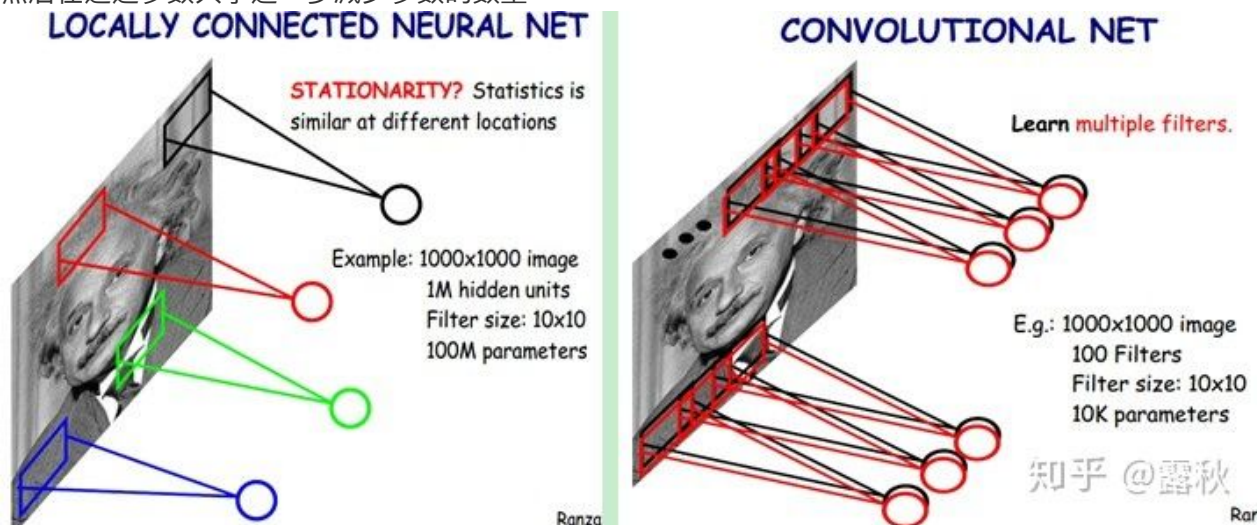 LOCALLY CONNECTED NEURAL NET
STATIONARITY? Statistics is
similar at different locations
Example: 1000x1000 image
1M hidden units
Filter size: 10x10
100M parameters
Ranza
CONVOLUTIONAL NET
Learn multiple filters.
E.g.: 1000x1000 image
100 Filters
Filter size: 10x10
10K parameters
知乎 @露秋
Ran